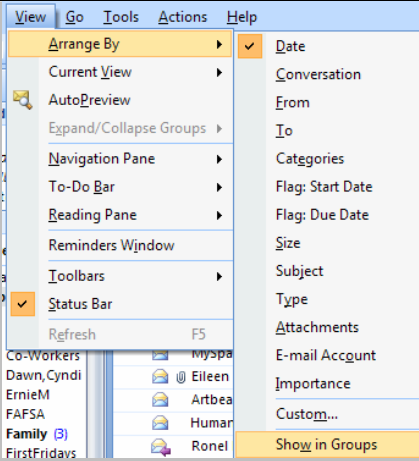 View Go Tools Actions Help
Arrange By
Current View
AutoPreview
Expand/Collapse Groups
Navigation Pane
To-Do Bar
Reading Pane
Reminders Window
Toolbars
Status Bar
Refresh F5
Date
Conversation
From
To
Categories
Flag: Start Date
Flag: Due Date
Size
Subject
Type
Attachments
E-mail Account
Importance
Custom...
Show in Groups
Co-Workers
Dawn,Cyndi
ErnieM
FAFSA
Family (3)
FirstFridays
MySpa
Eileen
Artbea
Human
Ronel